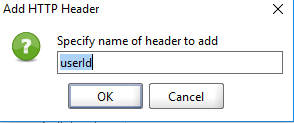 Add HTTP Header
Specify name of header to add
userId
OK
Cancel